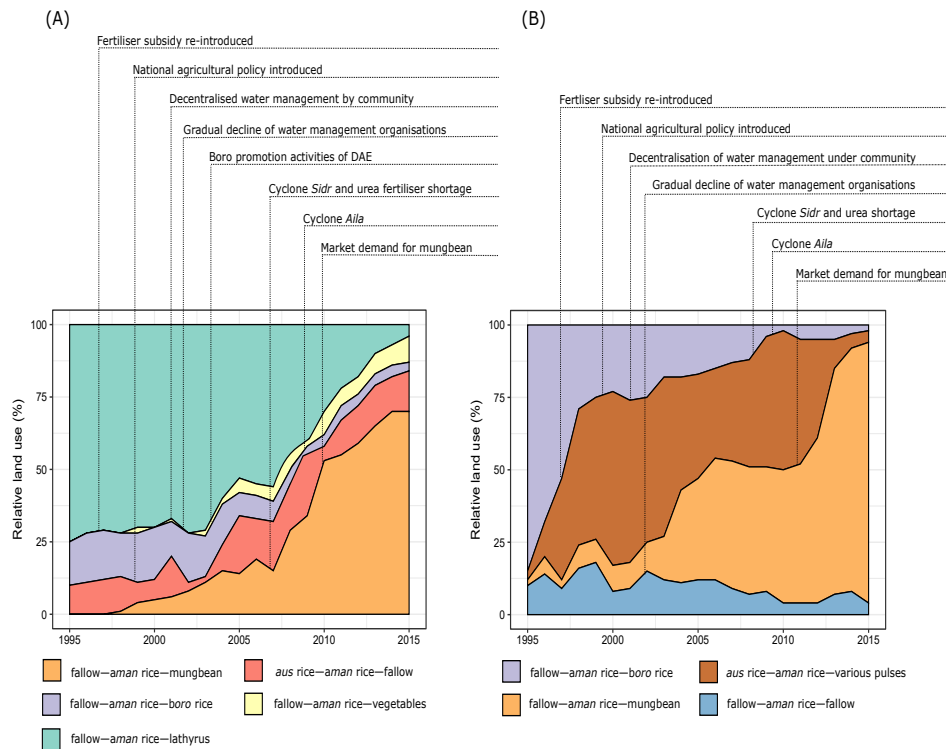 (A)
Fertiliser subsidy re-introduced
National agricultural policy introduced
Decentralised water management by community
Gradual decline of water management organisations
Boro promotion activities of DAE
Cyclone Sidr and urea fertiliser shortage
Cyclone Aila
Market demand for mungbean
Relative land use (%)
100
75
50
25
0
1995 2000 2005 2010 2015
fallow—aman rice—mungbean
aus rice—aman rice—fallow
fallow—aman rice—boro rice
fallow—aman rice—vegetables
fallow—aman rice—lathyrus
(B)
Fertliser subsidy re-introduced
National agricultural policy introduced
Decentralisation of water management under community
Gradual decline of water management organisations
Cyclone Sidr and urea shortage
Cyclone Aila
Market demand for mungbean
Relative land use (%)
100
75
50
25
0
1995 2000 2005 2010 2015
fallow—aman rice—boro rice
aus rice—aman rice—various pulses
fallow—aman rice—mungbean
fallow—aman rice—fallow